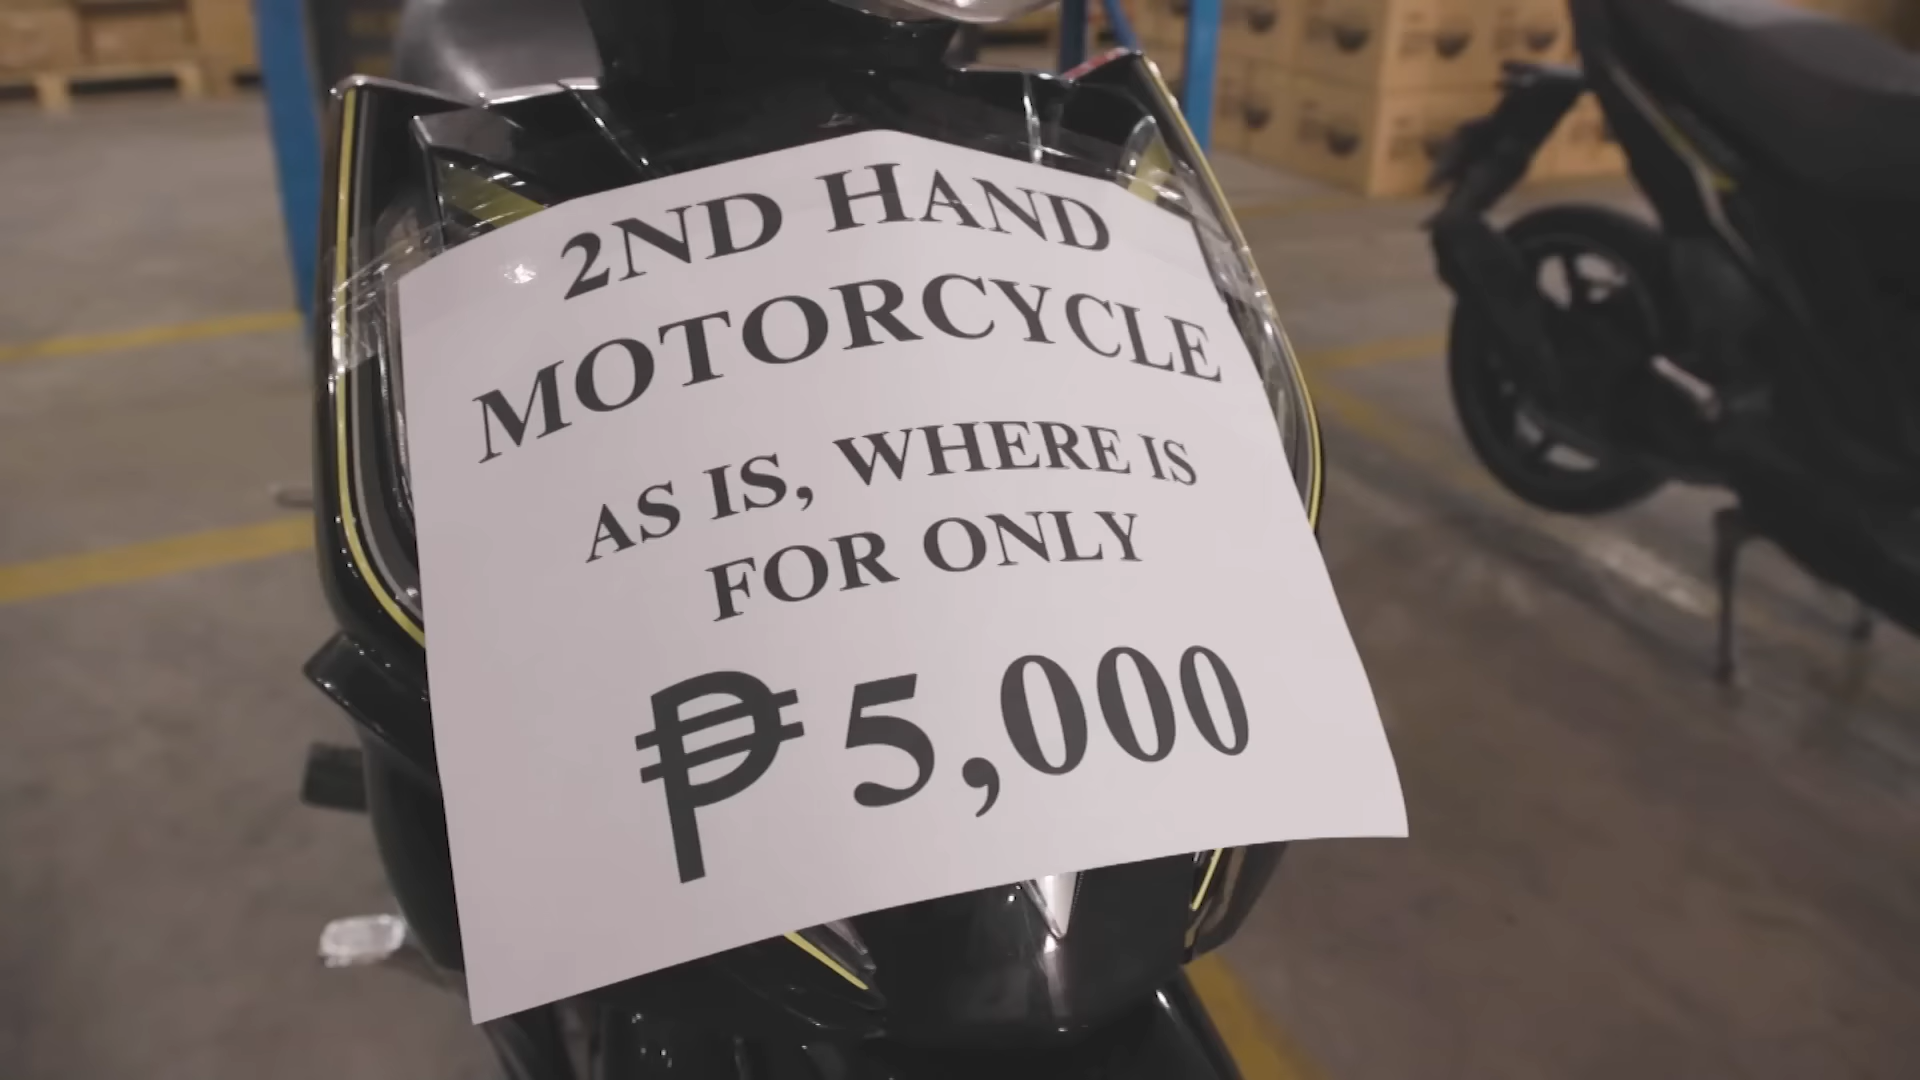 2ND HAND
MOTORCYCLE
AS IS, WHERE IS
FOR ONLY
₱5,000